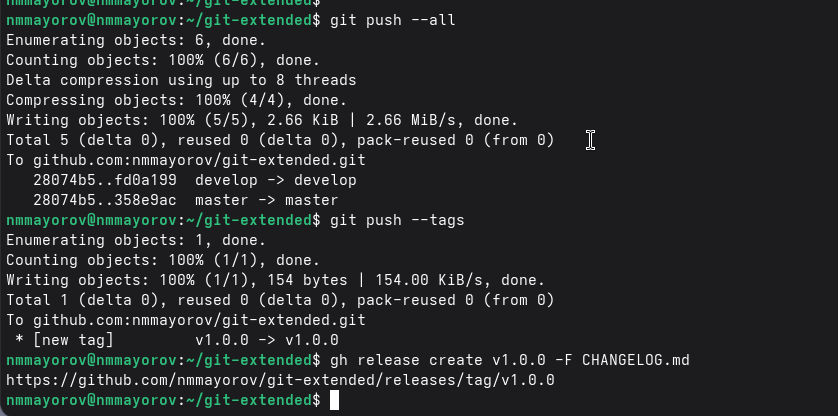 nmmayorov@nmmayorov:~/git-extended$
nmmayorov@nmmayorov:~/git-extended$ git push --all
Enumerating objects: 6, done.
Counting objects: 100% (6/6), done.
Delta compression using up to 8 threads
Compressing objects: 100% (4/4), done.
Writing objects: 100% (5/5), 2.66 KiB | 2.66 MiB/s, done.
Total 5 (delta 0), reused 0 (delta 0), pack-reused 0 (from 0)
To github.com:nmmayorov/git-extended.git
   28074b5..fd0a199  develop -> develop
   28074b5..358e9ac  master -> master
nmmayorov@nmmayorov:~/git-extended$ git push --tags
Enumerating objects: 1, done.
Counting objects: 100% (1/1), done.
Writing objects: 100% (1/1), 154 bytes | 154.00 KiB/s, done.
Total 1 (delta 0), reused 0 (delta 0), pack-reused 0 (from 0)
To github.com:nmmayorov/git-extended.git
 * [new tag]         v1.0.0 -> v1.0.0
nmmayorov@nmmayorov:~/git-extended$ gh release create v1.0.0 -F CHANGELOG.md
https://github.com/nmmayorov/git-extended/releases/tag/v1.0.0
nmmayorov@nmmayorov:~/git-extended$